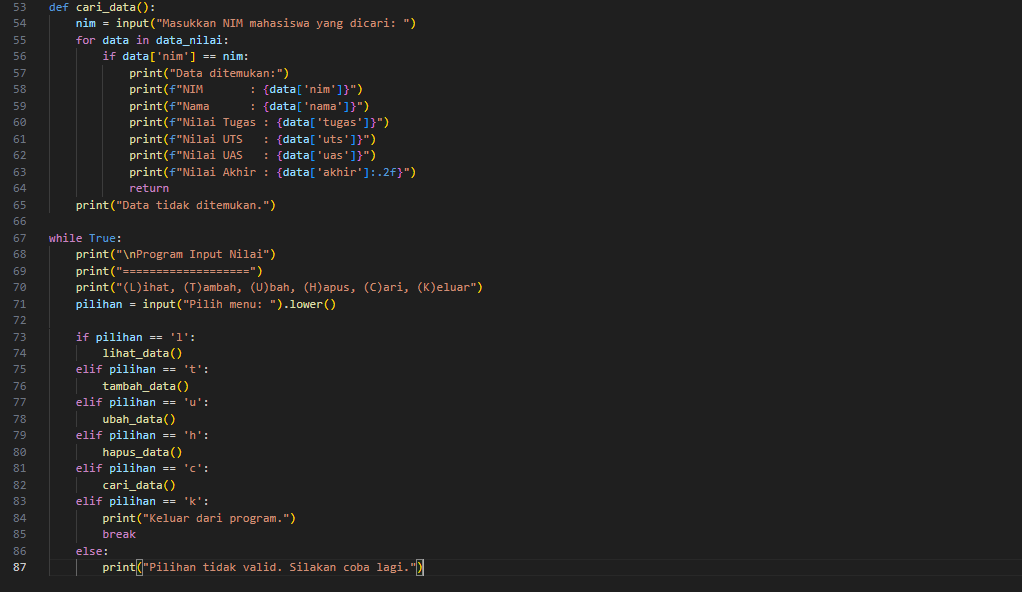 53 def cari_data():
54     nim = input("Masukkan NIM mahasiswa yang dicari: ")
55     for data in data_nilai:
56         if data['nim'] == nim:
57             print("Data ditemukan:")
58             print(f"NIM       : {data['nim']}")
59             print(f"Nama      : {data['nama']}")
60             print(f"Nilai Tugas : {data['tugas']}")
61             print(f"Nilai UTS   : {data['uts']}")
62             print(f"Nilai UAS   : {data['uas']}")
63             print(f"Nilai Akhir : {data['akhir']:.2f}")
64             return
65     print("Data tidak ditemukan.")
66
67 while True:
68     print("\nProgram Input Nilai")
69     print("===================")
70     print("(L)ihat, (T)ambah, (U)bah, (H)apus, (C)ari, (K)eluar")
71     pilihan = input("Pilih menu: ").lower()
72
73     if pilihan == 'l':
74         lihat_data()
75     elif pilihan == 't':
76         tambah_data()
77     elif pilihan == 'u':
78         ubah_data()
79     elif pilihan == 'h':
80         hapus_data()
81     elif pilihan == 'c':
82         cari_data()
83     elif pilihan == 'k':
84         print("Keluar dari program.")
85         break
86     else:
87         print("Pilihan tidak valid. Silakan coba lagi.")